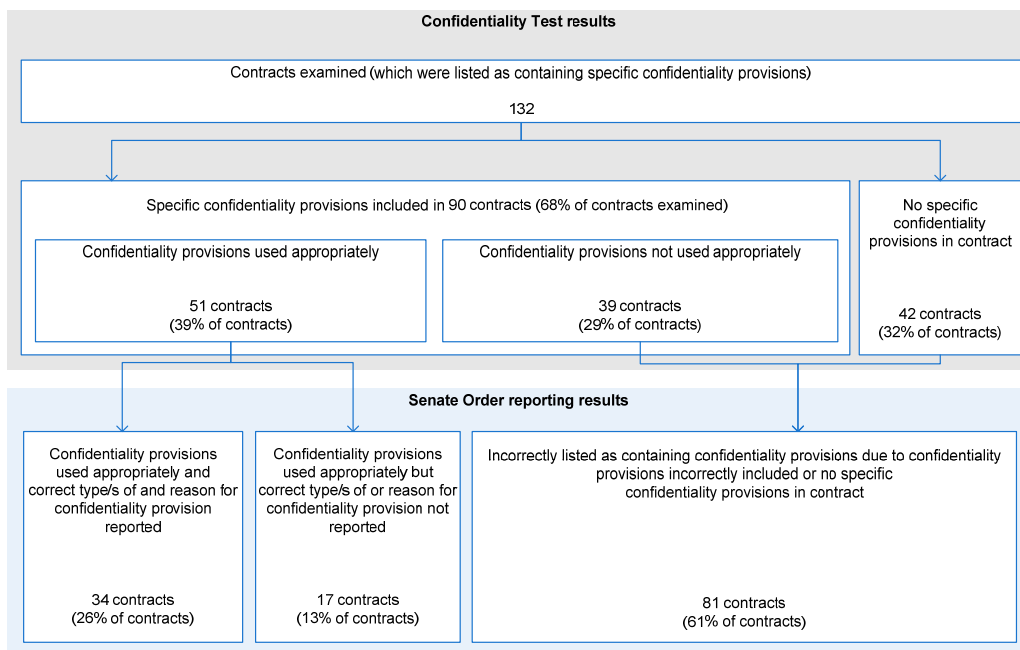 Confidentiality Test results
Contracts examined (which were listed as containing specific confidentiality provisions)
132
Specific confidentiality provisions included in 90 contracts (68% of contracts examined)
Confidentiality provisions used appropriately
51 contracts
(39% of contracts)
Confidentiality provisions not used appropriately
39 contracts
(29% of contracts)
No specific
confidentiality
provisions in contract
42 contracts
(32% of contracts)
Senate Order reporting results
Confidentiality provisions
used appropriately and
correct type/s of and reason for
confidentiality provision
reported
34 contracts
(26% of contracts)
Confidentiality provisions
used appropriately but
correct type/s of or reason for
confidentiality provision not
reported
17 contracts
(13% of contracts)
Incorrectly listed as containing confidentiality provisions due to confidentiality
provisions incorrectly included or no specific
confidentiality provisions in contract
81 contracts
(61% of contracts)